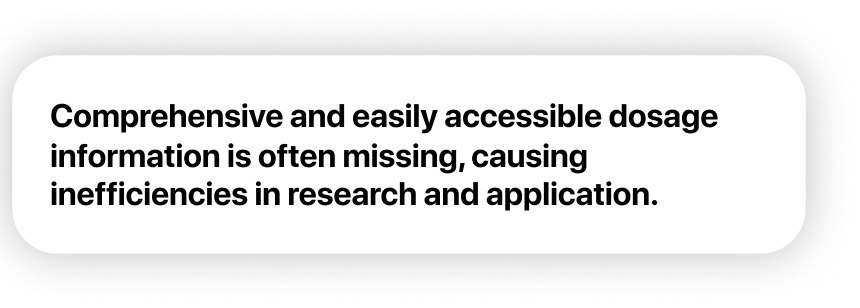 Comprehensive and easily accessible dosage
information is often missing, causing
inefficiencies in research and application.